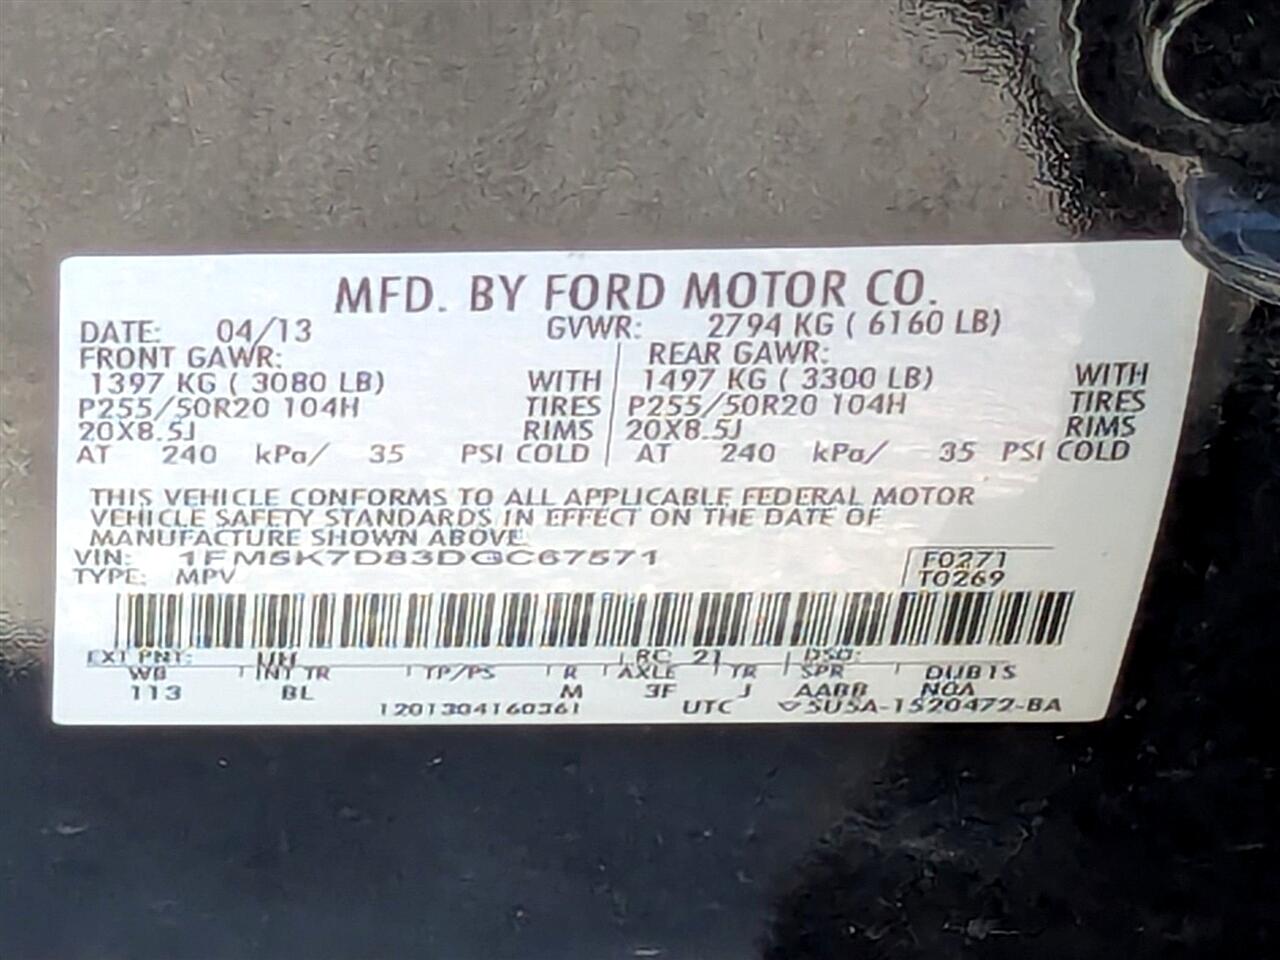 MFD. BY FORD MOTOR CO.
DATE: 04/13 GVWR: 2794 KG ( 6160 LB)
FRONT GAWR: REAR GAWR:
1397 KG ( 3080 LB) WITH 1497 KG ( 3300 LB) WITH
P255/50R20 104H TIRES P255/50R20 104H TIRES
20X8.5J RIMS 20X8.5J RIMS
AT 240 kPa/ 35 PSI COLD AT 240 kPa/ 35 PSI COLD
THIS VEHICLE CONFORMS TO ALL APPLICABLE FEDERAL MOTOR
VEHICLE SAFETY STANDARDS IN EFFECT ON THE DATE OF
MANUFACTURE SHOWN ABOVE
VIN: 1FM5K7D83DGC67571 F0271
TYPE: MPV T0269
EXT PNT: UH RC: 21 DSO:
WB INT TR TP/PS R AXLE TR SPR DUB1S
113 BL M 3F J AABB NOA
1201304160361 UTC ▽5U5A-1520472-BA